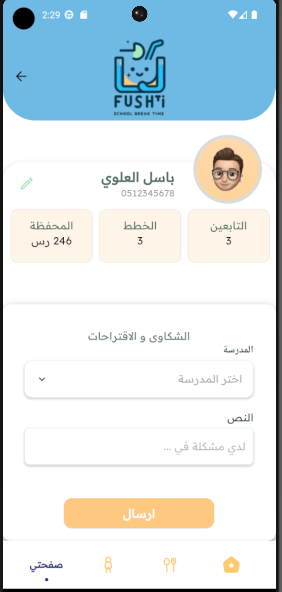 2:29
FUSHI
SCHOOL BREAK TIME
باسل العلوي
0512345678
التابعين
3
الخطط
3
المحفظة
246 رس
الشكاوى و الاقتراحات
المدرسة
اختر المدرسة
النص
لدي مشكلة في ...
ارسال
صفحتي